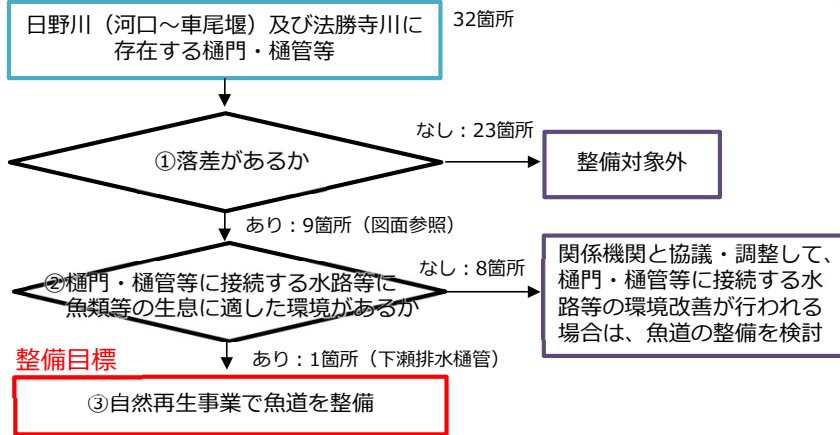 日野川（河口～車尾堰）及び法勝寺川に
存在する樋門・樋管等
32箇所
①落差があるか
なし：23箇所
整備対象外
あり：9箇所（図面参照）
②樋門・樋管等に接続する水路等に
魚類等の生息に適した環境があるか
なし：8箇所
関係機関と協議・調整して、
樋門・樋管等に接続する水
路等の環境改善が行われる
場合は、魚道の整備を検討
整備目標
あり：1箇所（下瀬排水樋管）
③自然再生事業で魚道を整備